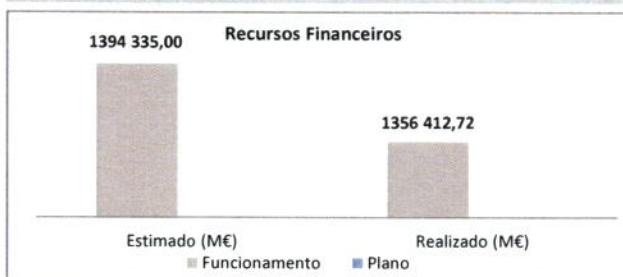 Recursos Financeiros
1394 335,00
1356 412,72
Estimado (M€)
Realizado (M€)
Funcionamento
Plano